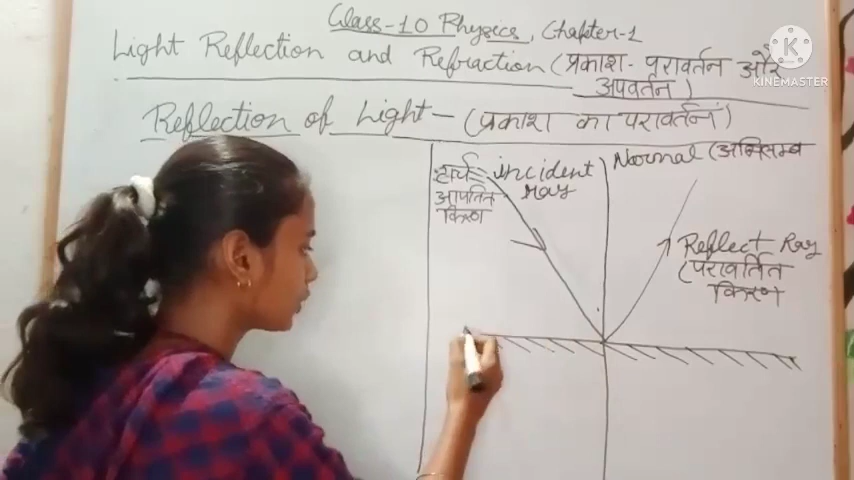 Class-10 Physics, Chapter-1
Light Reflection and Refraction (प्रकाश- परावर्तन और
अपवर्तन)
KINEMASTER
Reflection of Light- (प्रकाश का परावर्तन)
incident
ray
आपतित
किरण
Normal (अभिलम्ब
Reflect Ray
(परावर्तित
किरण